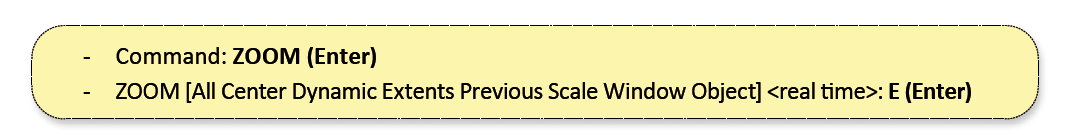 - Command: ZOOM (Enter)
- ZOOM [All Center Dynamic Extents Previous Scale Window Object] <real time>: E (Enter)